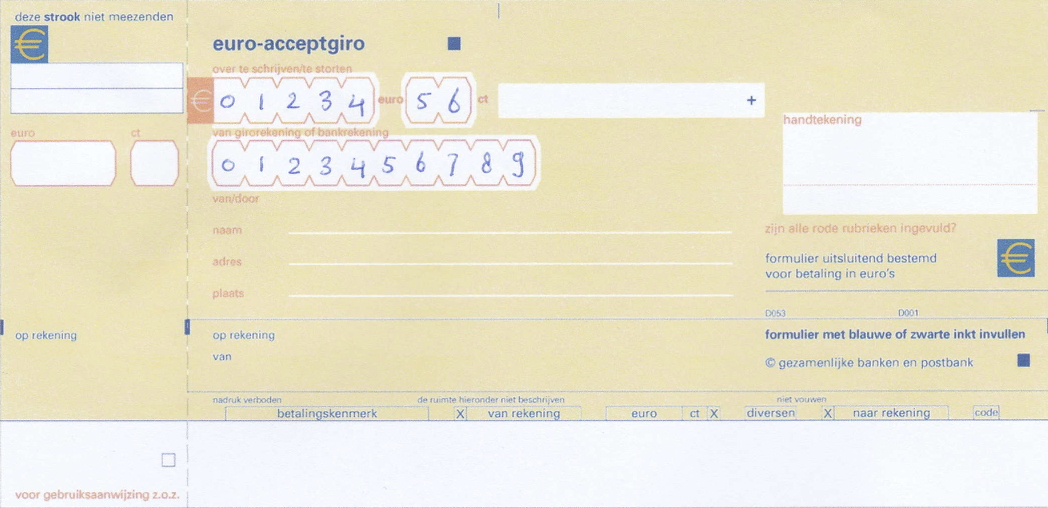 deze strook niet meezenden
€
euro ct
op rekening
voor gebruiksaanwijzing z.o.z.
euro-acceptgiro
over te schrijven/te storten
€ 0 1 2 3 4 euro 5 6 ct +
van girorekening of bankrekening
0 1 2 3 4 5 6 7 8 9
van/door
naam
adres
plaats
handtekening
zijn alle rode rubrieken ingevuld?
formulier uitsluitend bestemd
voor betaling in euro's
€
D053 D001
op rekening
van
formulier met blauwe of zwarte inkt invullen
© gezamenlijke banken en postbank
nadruk verboden de ruimte hieronder niet beschrijven niet vouwen
betalingskenmerk X van rekening euro ct X diversen X naar rekening code